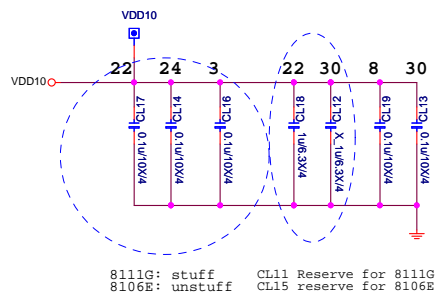 VDD10
22 24 3 22 30 8 30
VDD10
CL17 0.1u/10X/4
CL14 0.1u/10X/4
CL16 0.1u/10X/4
CL18 1u/6.3X/4
CL12 X_1u/6.3X/4
CL19 0.1u/10X/4
CL13 0.1u/10X/4
8111G: stuff CL11 Reserve for 8111G
8106E: unstuff CL15 reserve for 8106E